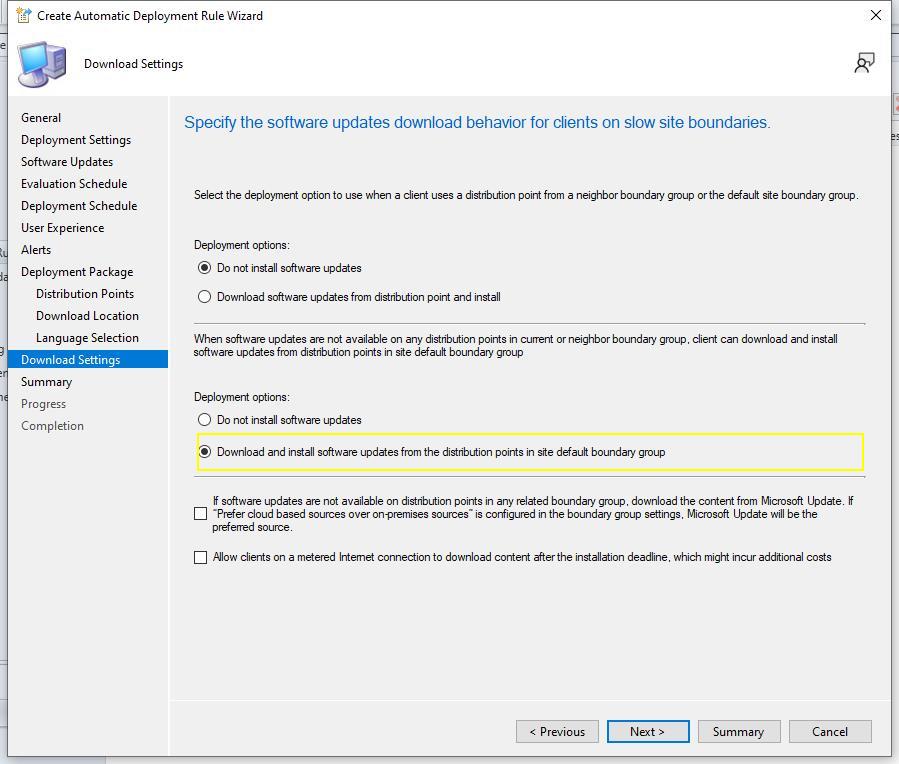 Create Automatic Deployment Rule Wizard
Download Settings
General
Deployment Settings
Software Updates
Evaluation Schedule
Deployment Schedule
User Experience
Alerts
Deployment Package
Distribution Points
Download Location
Language Selection
Download Settings
Summary
Progress
Completion
Specify the software updates download behavior for clients on slow site boundaries.
Select the deployment option to use when a client uses a distribution point from a neighbor boundary group or the default site boundary group.
Deployment options:
Do not install software updates
Download software updates from distribution point and install
When software updates are not available on any distribution points in current or neighbor boundary group, client can download and install
software updates from distribution points in site default boundary group
Deployment options:
Do not install software updates
Download and install software updates from the distribution points in site default boundary group
If software updates are not available on distribution points in any related boundary group, download the content from Microsoft Update. If
"Prefer cloud based sources over on-premises sources" is configured in the boundary group settings, Microsoft Update will be the
preferred source.
Allow clients on a metered Internet connection to download content after the installation deadline, which might incur additional costs
< Previous
Next >
Summary
Cancel